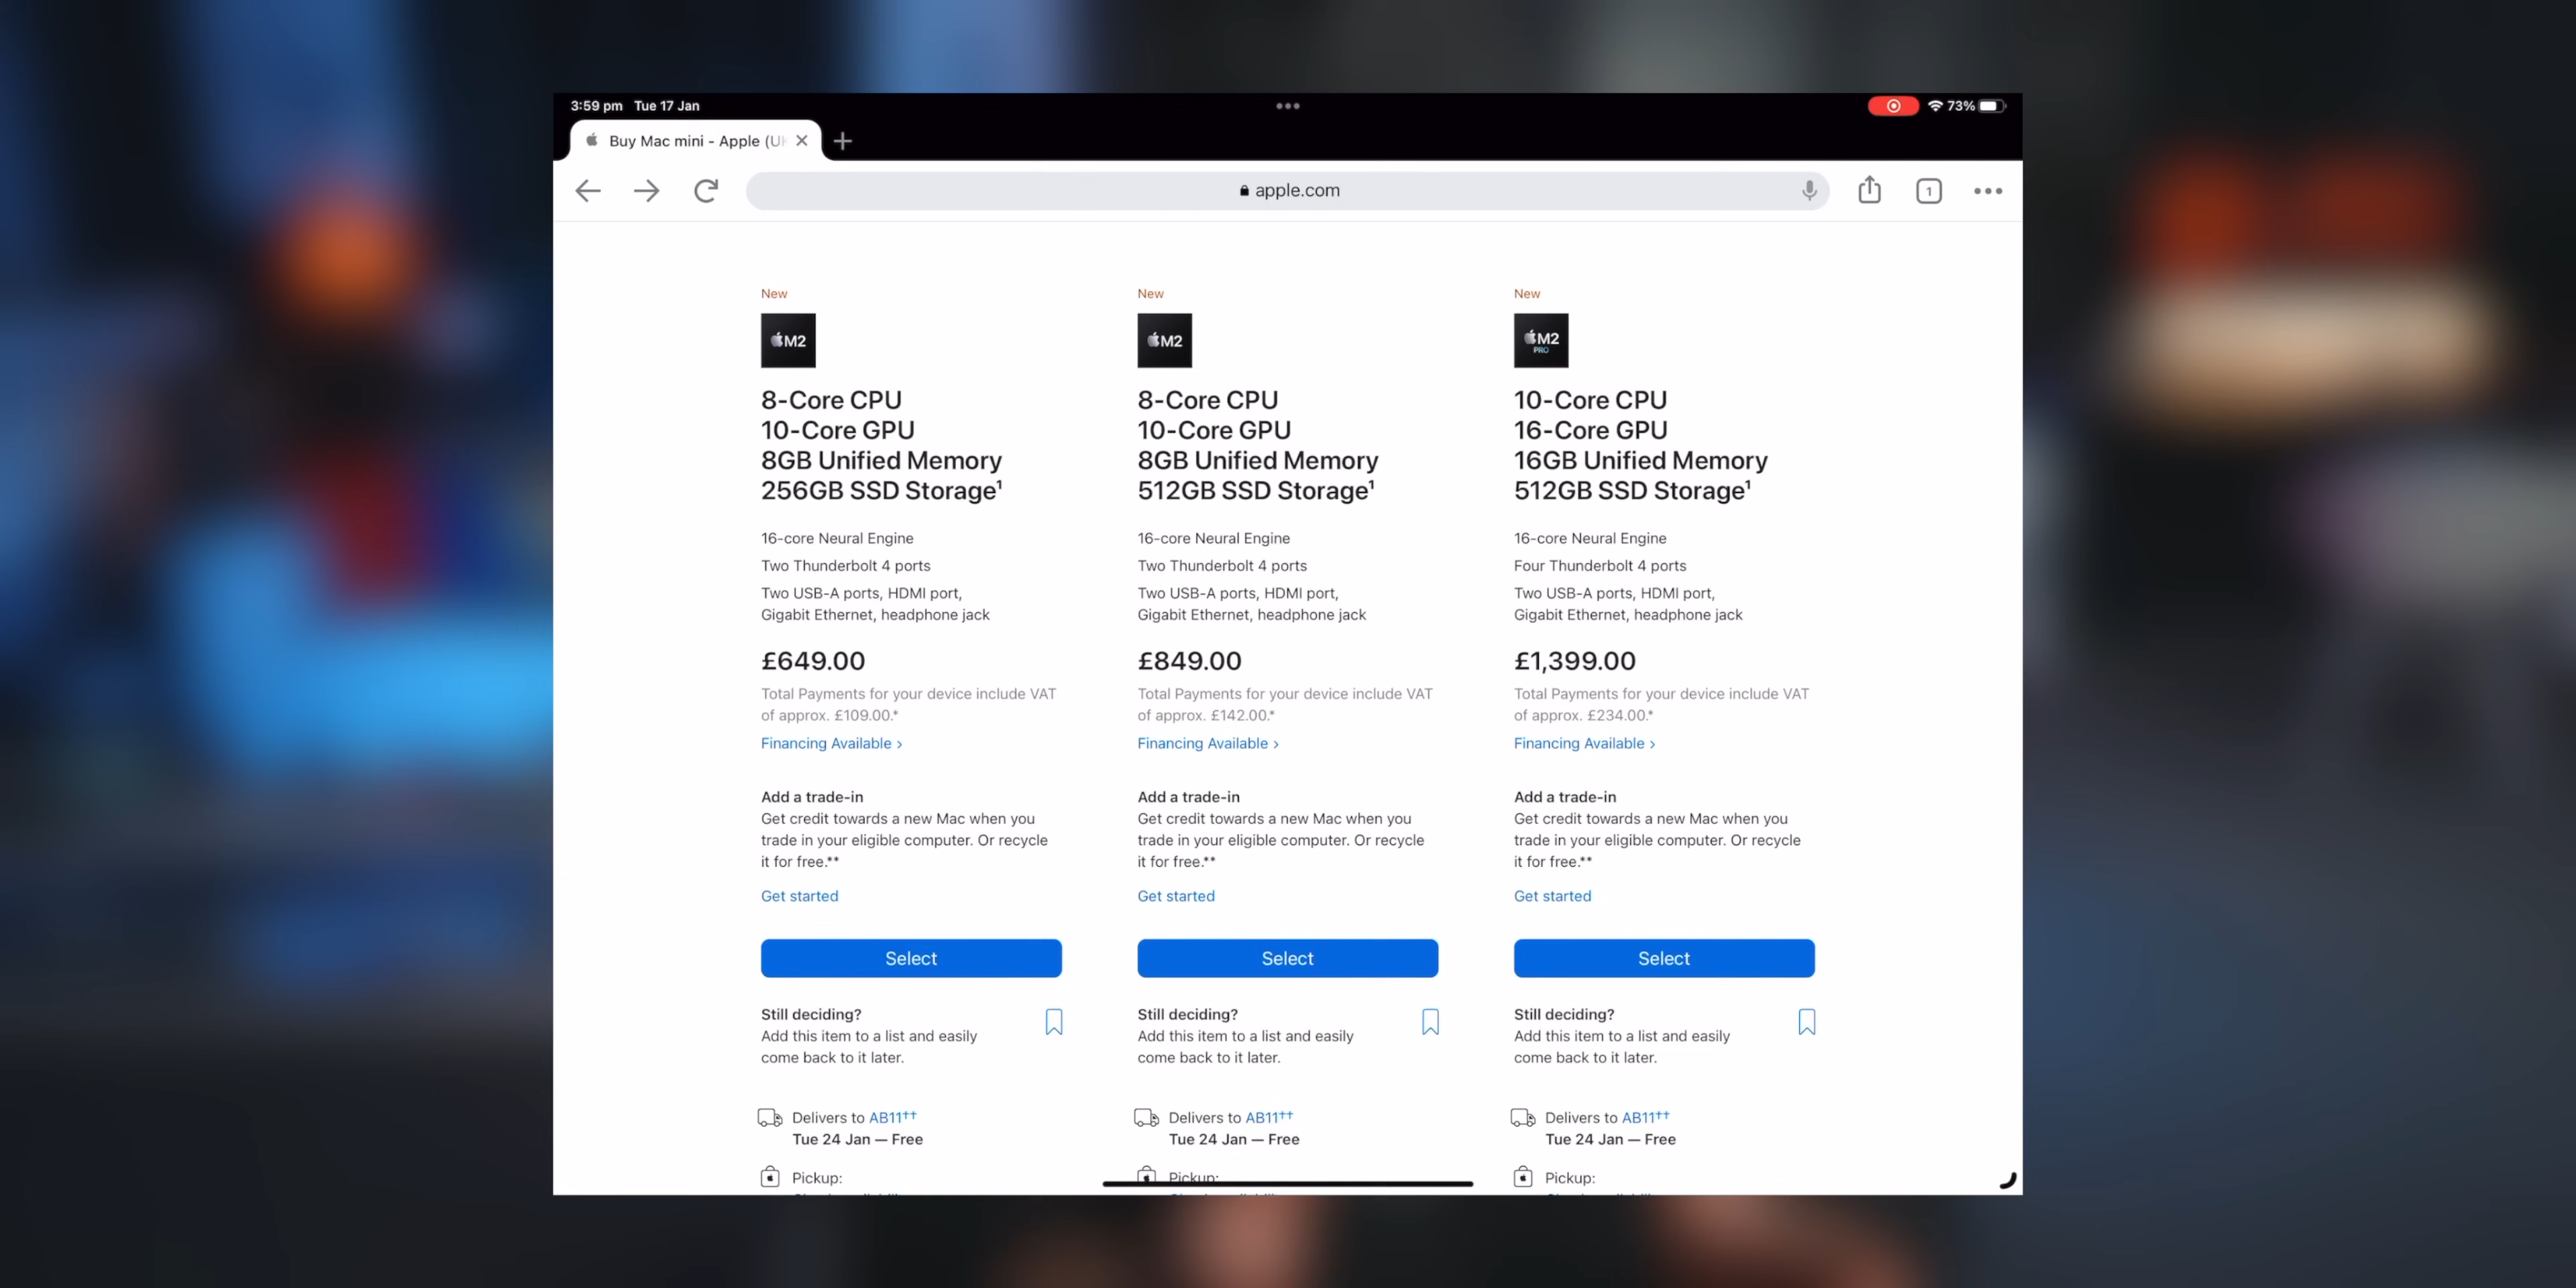 3:59 pm Tue 17 Jan
73%
Buy Mac mini - Apple (UK
apple.com
1
New
M2
8-Core CPU
10-Core GPU
8GB Unified Memory
256GB SSD Storage¹
16-core Neural Engine
Two Thunderbolt 4 ports
Two USB-A ports, HDMI port,
Gigabit Ethernet, headphone jack
£649.00
Total Payments for your device include VAT
of approx. £109.00.*
Financing Available >
Add a trade-in
Get credit towards a new Mac when you
trade in your eligible computer. Or recycle
it for free.**
Get started
Select
Still deciding?
Add this item to a list and easily
come back to it later.
Delivers to AB11††
Tue 24 Jan — Free
Pickup:
New
M2
8-Core CPU
10-Core GPU
8GB Unified Memory
512GB SSD Storage¹
16-core Neural Engine
Two Thunderbolt 4 ports
Two USB-A ports, HDMI port,
Gigabit Ethernet, headphone jack
£849.00
Total Payments for your device include VAT
of approx. £142.00.*
Financing Available >
Add a trade-in
Get credit towards a new Mac when you
trade in your eligible computer. Or recycle
it for free.**
Get started
Select
Still deciding?
Add this item to a list and easily
come back to it later.
Delivers to AB11††
Tue 24 Jan — Free
Pickup:
New
M2
PRO
10-Core CPU
16-Core GPU
16GB Unified Memory
512GB SSD Storage¹
16-core Neural Engine
Four Thunderbolt 4 ports
Two USB-A ports, HDMI port,
Gigabit Ethernet, headphone jack
£1,399.00
Total Payments for your device include VAT
of approx. £234.00.*
Financing Available >
Add a trade-in
Get credit towards a new Mac when you
trade in your eligible computer. Or recycle
it for free.**
Get started
Select
Still deciding?
Add this item to a list and easily
come back to it later.
Delivers to AB11††
Tue 24 Jan — Free
Pickup: